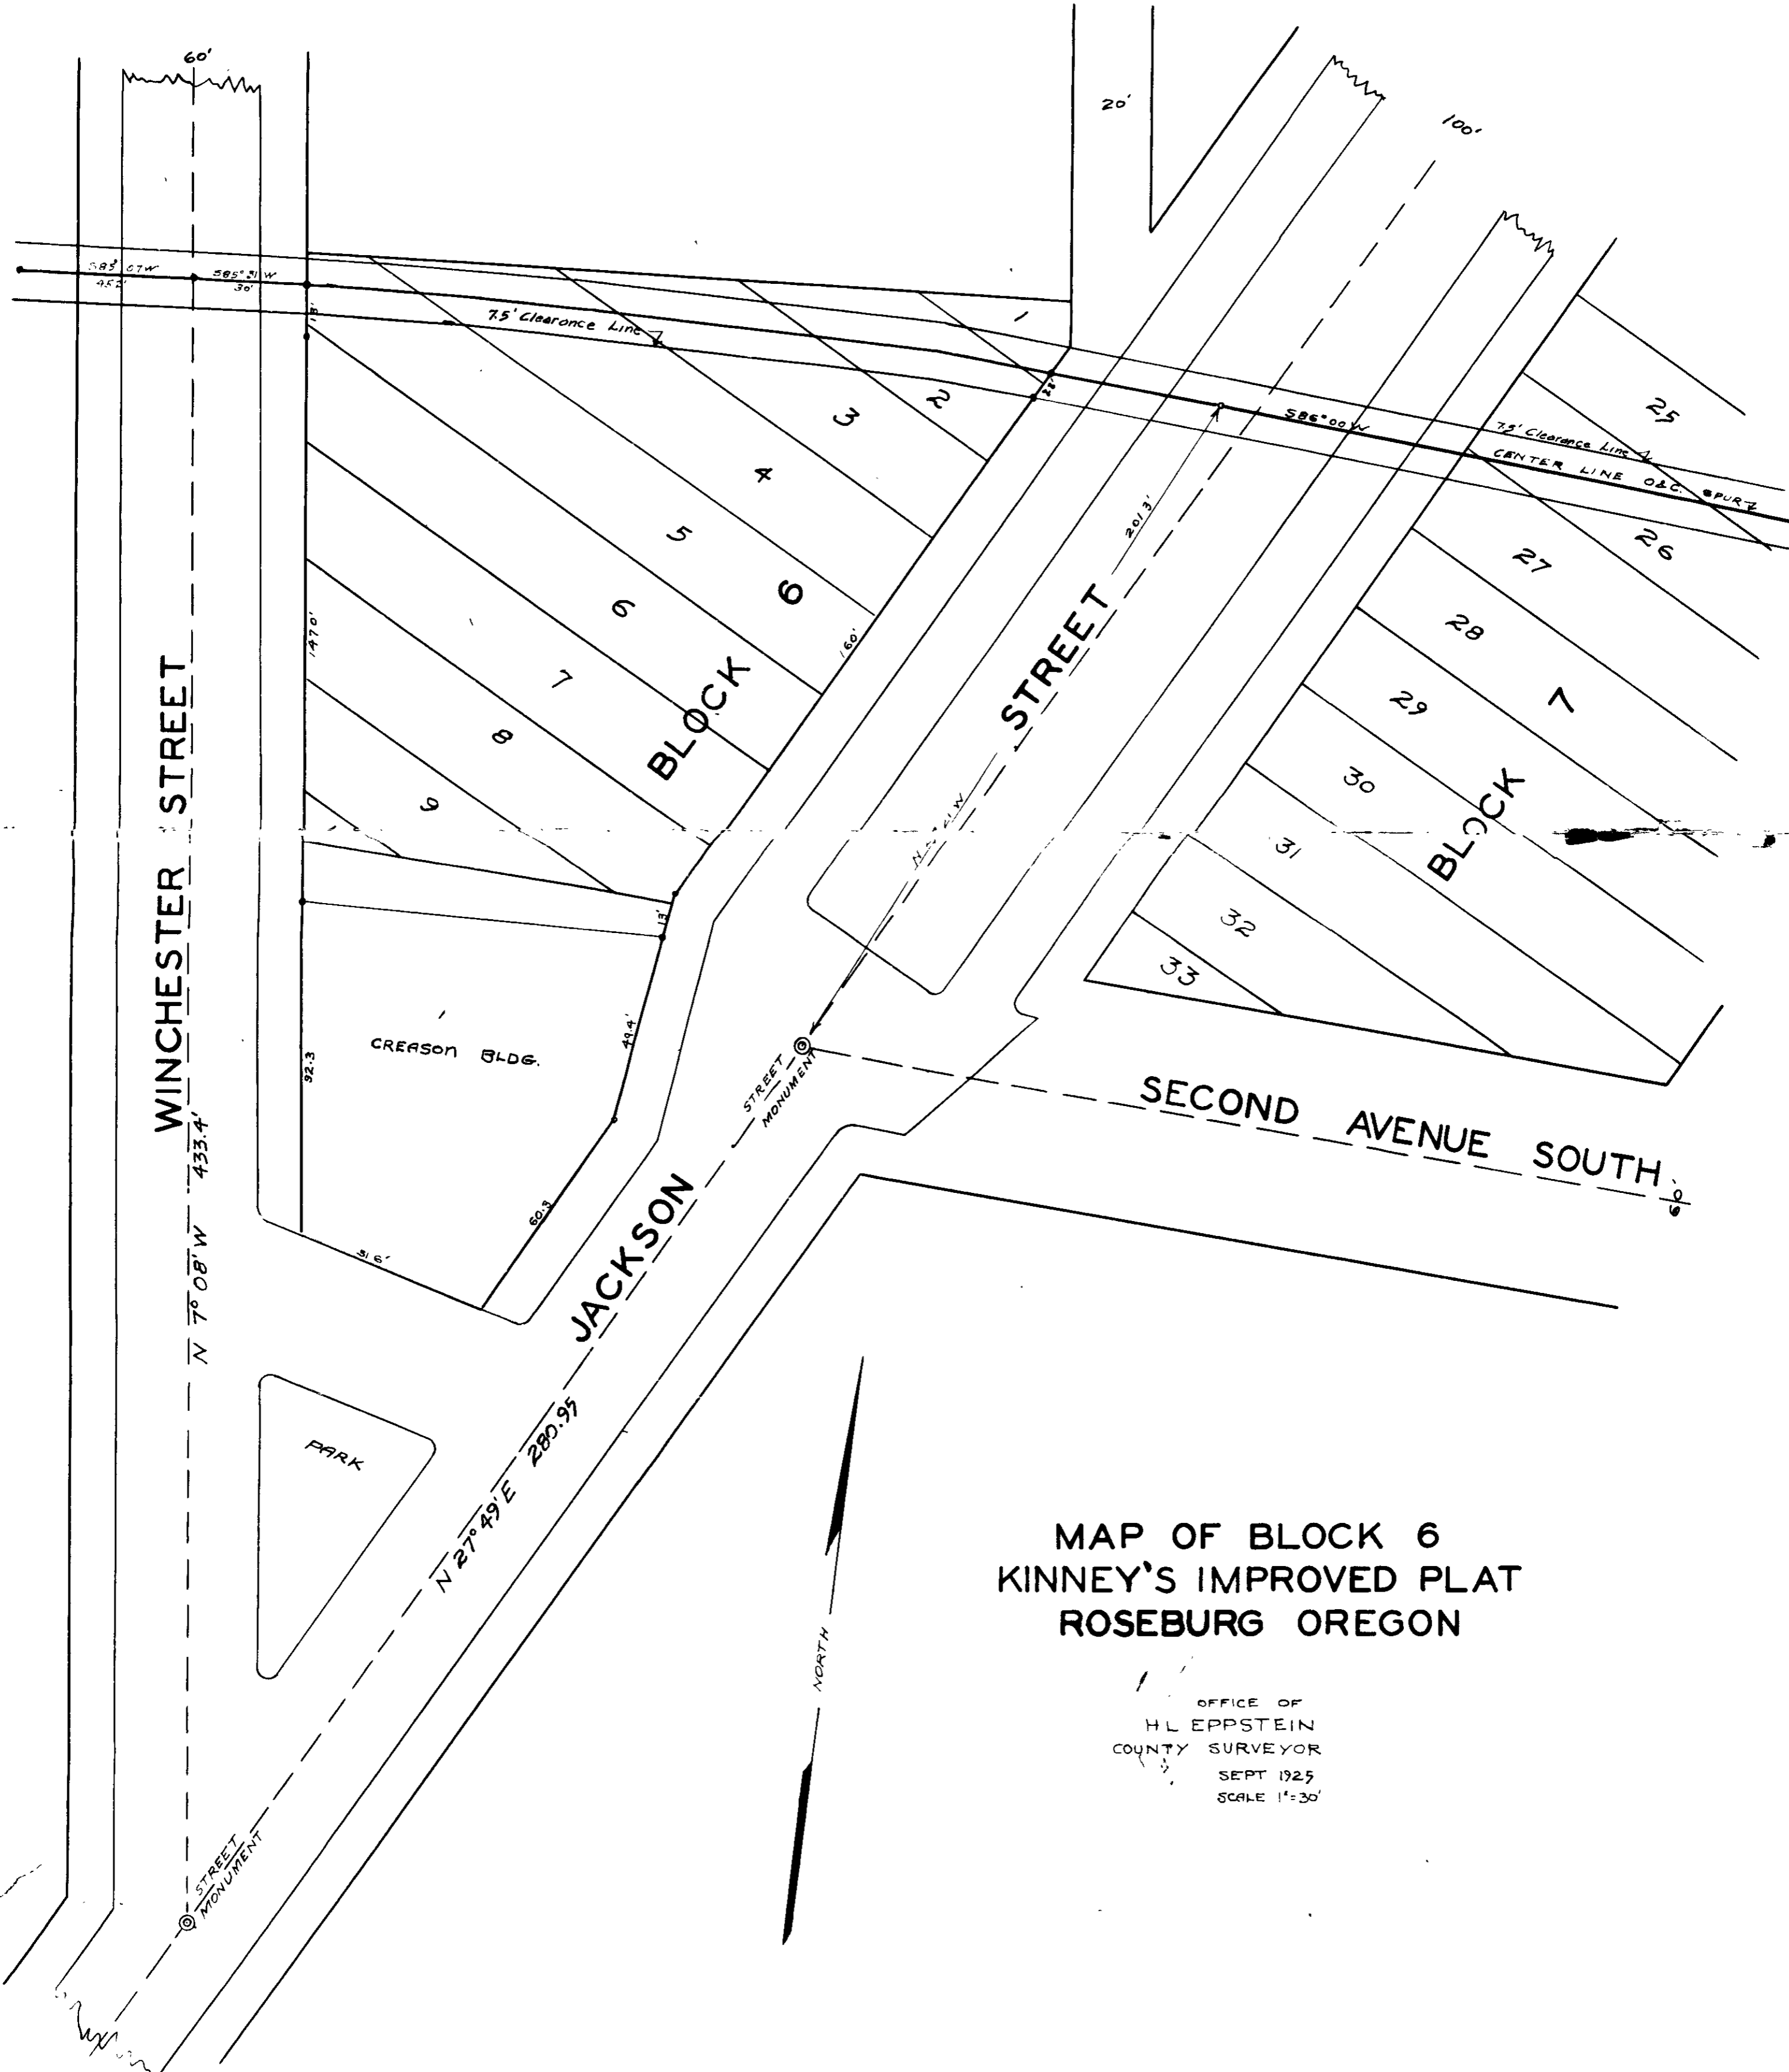 60'
20'
100'
S85° 31' W
30'
7.5' Clearance Line
1
2
3
4
5
6
7
8
9
BLOCK 6
13'
147.0'
160'
28'
S86° 00' W
7.5' Clearance Line
CENTER LINE O&C. SPUR
25
26
27
28
29
30
31
32
33
BLOCK 7
201.3'
WINCHESTER STREET
N 7° 08' W 433.4'
JACKSON STREET
N 27° 49' E 280.95
STREET
MONUMENT
SECOND AVENUE SOUTH
60'
CREASON BLDG.
13'
49.4'
92.3
60.3
51.6'
PARK
STREET
MONUMENT
NORTH
MAP OF BLOCK 6
KINNEY'S IMPROVED PLAT
ROSEBURG OREGON
OFFICE OF
H L EPPSTEIN
COUNTY SURVEYOR
SEPT 1925
SCALE 1"=30'